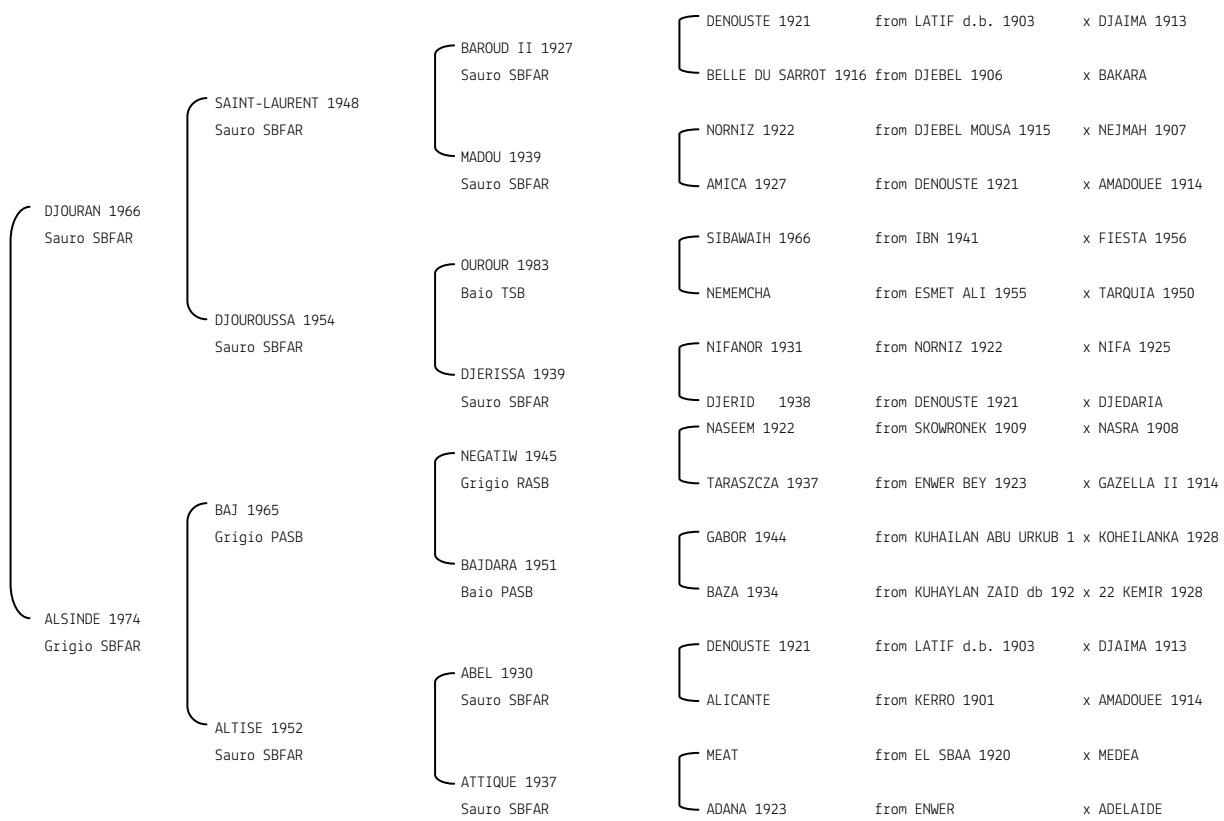 DENOUSTE 1921 from LATIF d.b. 1903 x DJAIMA 1913
BAROUD II 1927
Sauro SBFAR BELLE DU SARROT 1916 from DJEBEL 1906 x BAKARA
SAINT-LAURENT 1948
Sauro SBFAR NORNIZ 1922 from DJEBEL MOUSA 1915 x NEJMAH 1907
MADOU 1939
Sauro SBFAR AMICA 1927 from DENOUSTE 1921 x AMADOUEE 1914
DJOURAN 1966
Sauro SBFAR SIBAWAIH 1966 from IBN 1941 x FIESTA 1956
OUROUR 1983
Baio TSB NEMEMCHA from ESMET ALI 1955 x TARQUIA 1950
DJOUROUSSA 1954
Sauro SBFAR NIFANOR 1931 from NORNIZ 1922 x NIFA 1925
DJERISSA 1939
Sauro SBFAR DJERID 1938 from DENOUSTE 1921 x DJEDARIA
NASEEM 1922 from SKOWRONEK 1909 x NASRA 1908
NEGATIW 1945
Grigio RASB TARASZCZA 1937 from ENWER BEY 1923 x GAZELLA II 1914
BAJ 1965
Grigio PASB GABOR 1944 from KUHAILAN ABU URKUB 1 x KOHEILANKA 1928
BAJDARA 1951
Baio PASB BAZA 1934 from KUHAYLAN ZAID db 192 x 22 KEMIR 1928
ALSINDE 1974
Grigio SBFAR DENOUSTE 1921 from LATIF d.b. 1903 x DJAIMA 1913
ABEL 1930
Sauro SBFAR ALICANTE from KERRO 1901 x AMADOUEE 1914
ALTISE 1952
Sauro SBFAR MEAT from EL SBAA 1920 x MEDEA
ATTIQUE 1937
Sauro SBFAR ADANA 1923 from ENWER x ADELAIDE